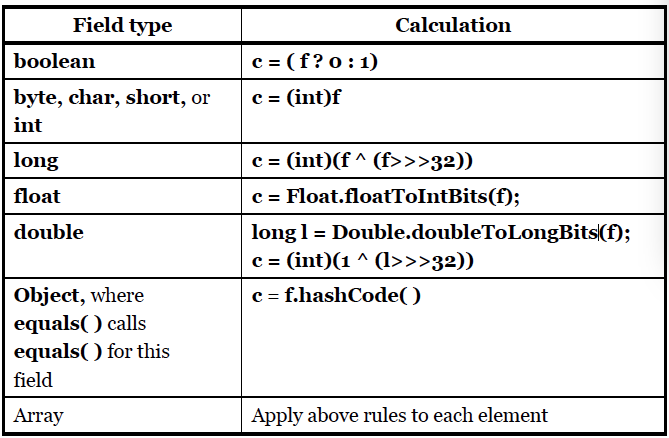 Field type Calculation
boolean c = ( f ? 0 : 1)
byte, char, short, or c = (int)f
int
long c = (int)(f ^ (f>>>32))
float c = Float.floatToIntBits(f);
double long l = Double.doubleToLongBits(f);
c = (int)(1 ^ (l>>>32))
Object, where c = f.hashCode( )
equals( ) calls
equals( ) for this
field
Array Apply above rules to each element